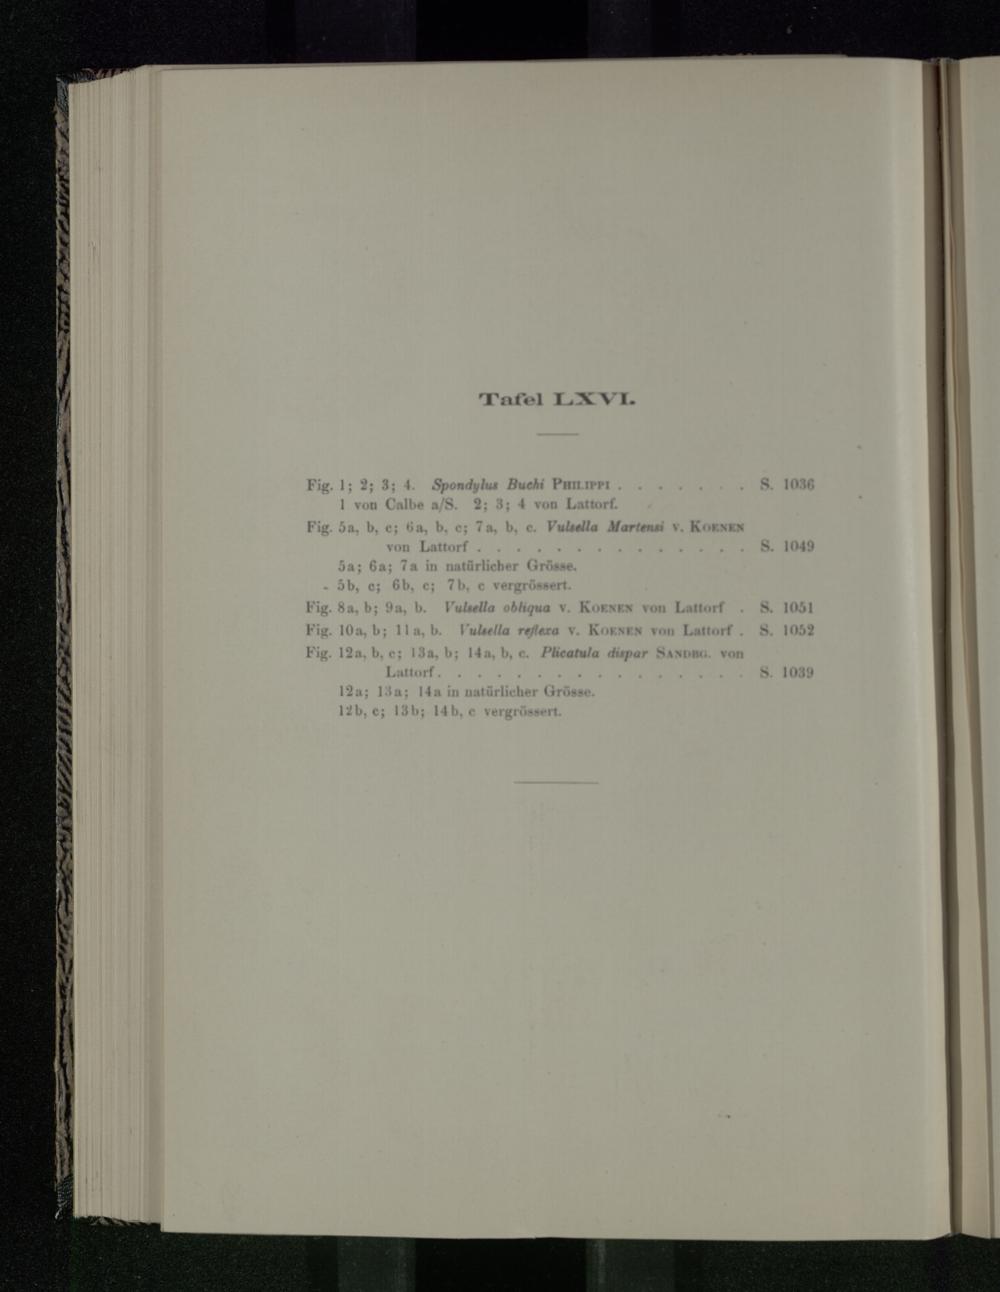 Tafel LXVI.
Fig. 1; 2; 3; 4. Spondylus Buchi PHILIPPI . . . . . . . S. 1036
1 von Calbe a/S. 2; 3; 4 von Lattorf.
Fig. 5a, b, c; 6a, b, c; 7a, b, c. Vulsella Martensi v. KOENEN
von Lattorf . . . . . . . . . . . . . . S. 1049
5a; 6a; 7a in natürlicher Grösse.
5b, c; 6b, c; 7b, c vergrössert.
Fig. 8a, b; 9a, b. Vulsella obliqua v. KOENEN von Lattorf . S. 1051
Fig. 10a, b; 11a, b. Vulsella reflexa v. KOENEN von Lattorf . S. 1052
Fig. 12a, b, c; 13a, b; 14a, b, c. Plicatula dispar SANDBG. von
Lattorf . . . . . . . . . . . . . . . . S. 1039
12a; 13a; 14a in natürlicher Grösse.
12b, c; 13b; 14b, c vergrössert.